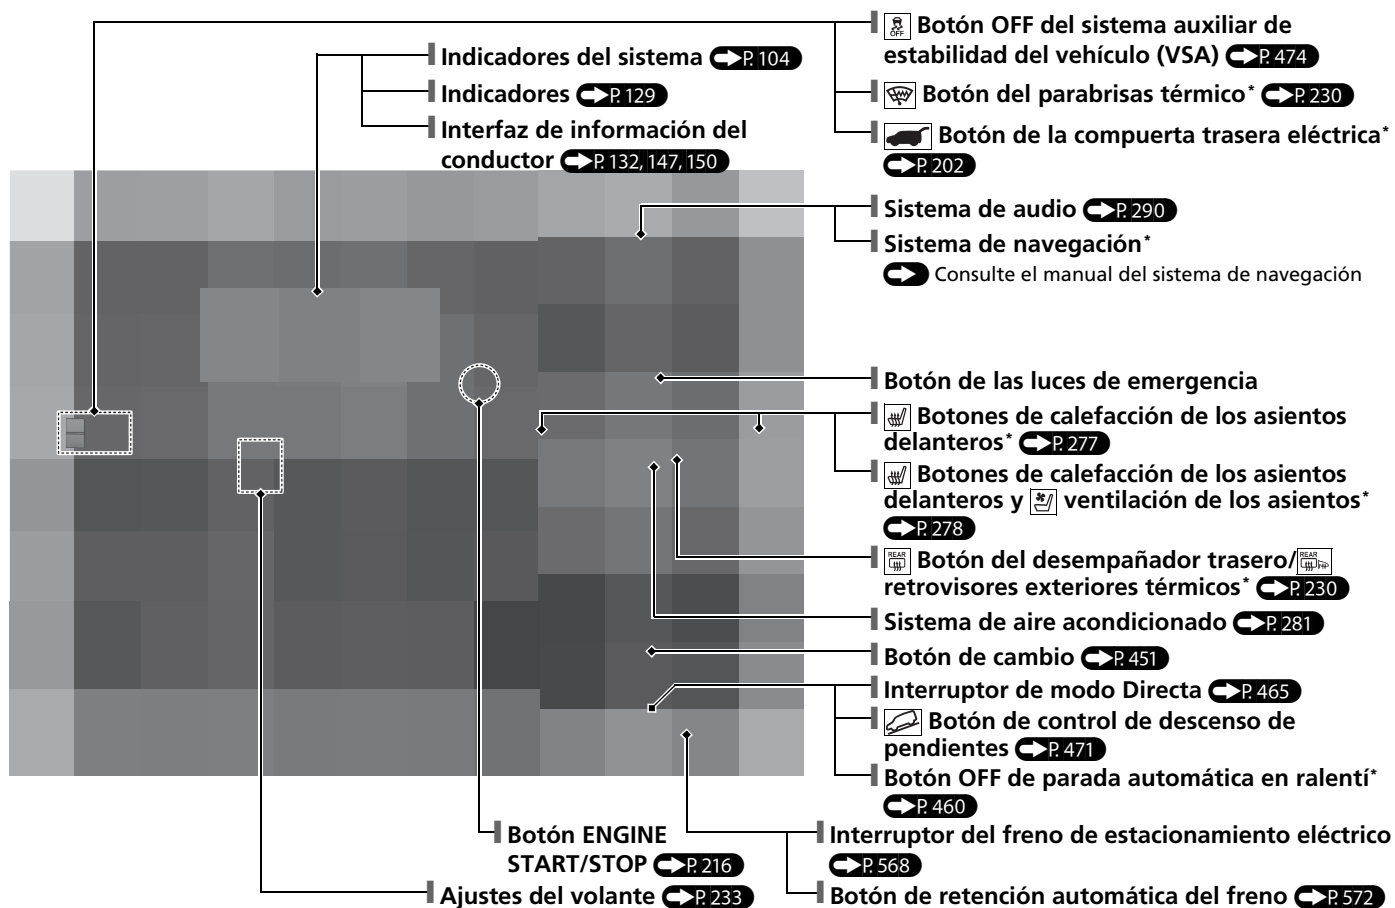 Indicadores del sistema P. 104
Indicadores P. 129
Interfaz de información del
conductor P. 132, 147, 150
OFF Botón OFF del sistema auxiliar de
estabilidad del vehículo (VSA) P. 474
Botón del parabrisas térmico* P. 230
Botón de la compuerta trasera eléctrica*
P. 202
Sistema de audio P. 290
Sistema de navegación*
Consulte el manual del sistema de navegación
Botón de las luces de emergencia
Botones de calefacción de los asientos
delanteros* P. 277
Botones de calefacción de los asientos
delanteros y ventilación de los asientos*
P. 278
REAR Botón del desempañador trasero/ REAR
retrovisores exteriores térmicos* P. 230
Sistema de aire acondicionado P. 281
Botón de cambio P. 451
Interruptor de modo Directa P. 465
Botón de control de descenso de
pendientes P. 471
Botón OFF de parada automática en ralentí*
P. 460
Botón ENGINE
START/STOP P. 216
Ajustes del volante P. 233
Interruptor del freno de estacionamiento eléctrico
P. 568
Botón de retención automática del freno P. 572